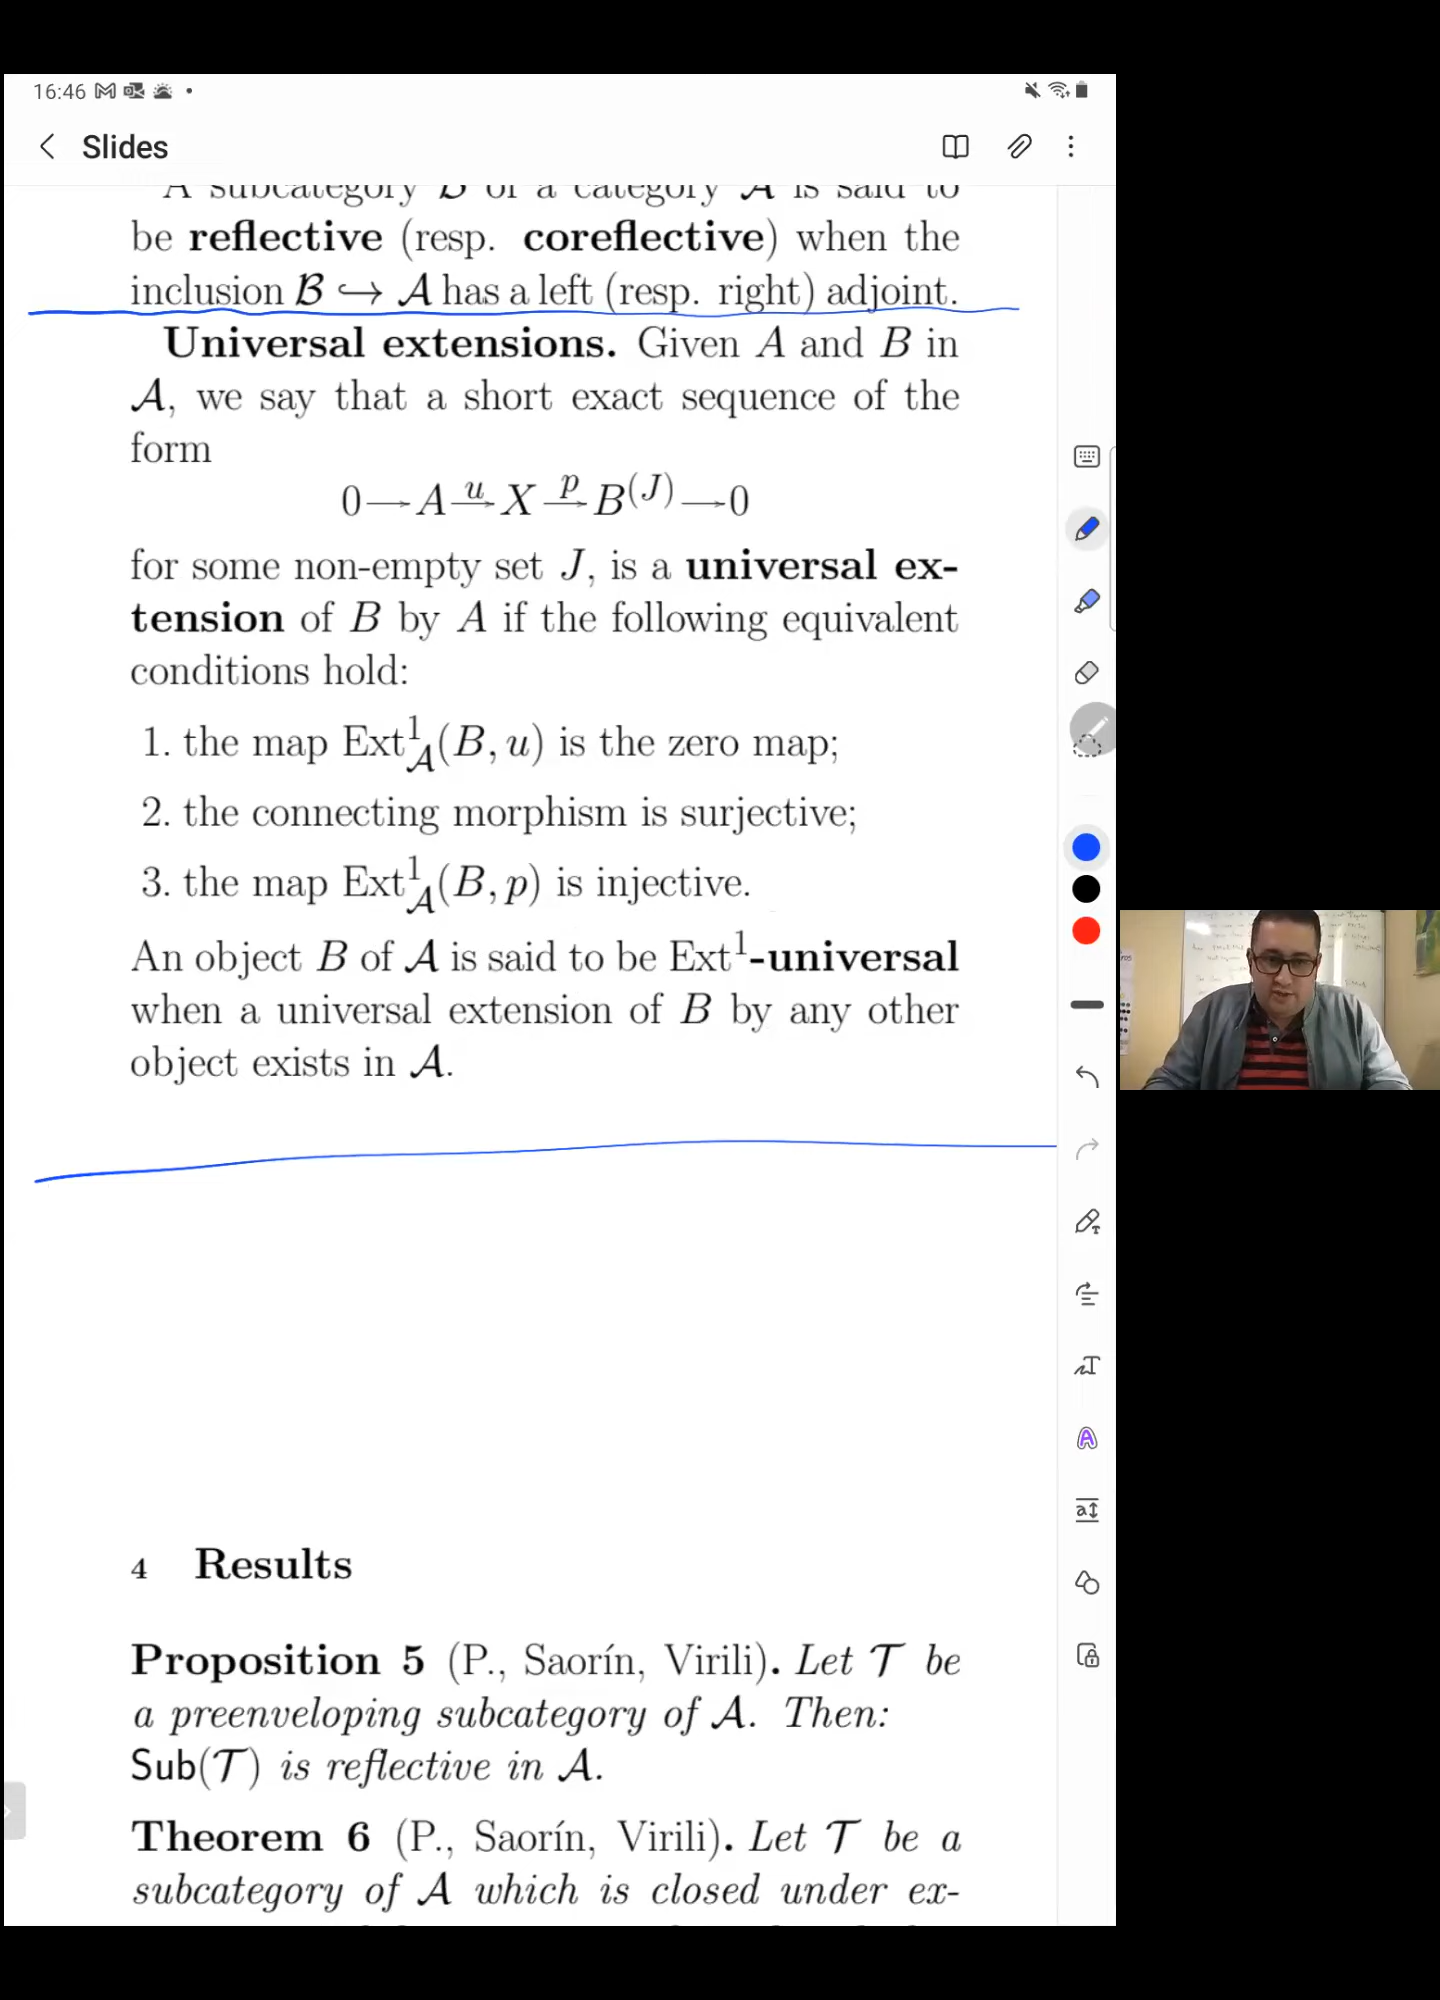 16:46
Slides
A subcategory ℬ of a category 𝒜 is said to
be reflective (resp. coreflective) when the
inclusion ℬ ↪ 𝒜 has a left (resp. right) adjoint.
Universal extensions. Given A and B in
𝒜, we say that a short exact sequence of the
form
0 → A →ᵘ X →ᵖ B^(J) → 0
for some non-empty set J, is a universal ex-
tension of B by A if the following equivalent
conditions hold:
1. the map Ext¹_𝒜(B, u) is the zero map;
2. the connecting morphism is surjective;
3. the map Ext¹_𝒜(B, p) is injective.
An object B of 𝒜 is said to be Ext¹-universal
when a universal extension of B by any other
object exists in 𝒜.
4 Results
Proposition 5 (P., Saorín, Virili). Let 𝒯 be
a preenveloping subcategory of 𝒜. Then:
Sub(𝒯) is reflective in 𝒜.
Theorem 6 (P., Saorín, Virili). Let 𝒯 be a
subcategory of 𝒜 which is closed under ex-